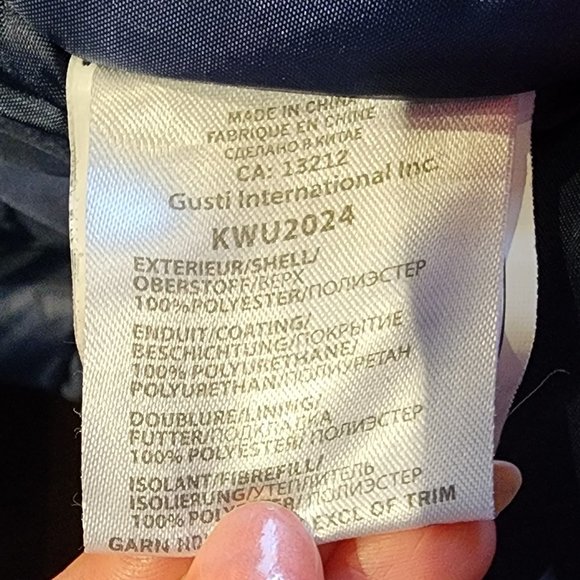 MADE IN CHINA
FABRIQUE EN CHINE
СДЕЛАНО В КИТАЕ
CA: 13212
Gusti International Inc.
KWU2024
EXTERIEUR/SHELL/
OBERSTOFF/ВЕРХ
100%POLYESTER/ПОЛИЭСТЕР
ENDUIT/COATING/
BESCHICHTUNG/ПОКРЫТИЕ
100% POLYURETHANE/
POLYURETHAN/ПОЛИУРЕТАН
DOUBLURE/LINING/
FUTTER/ПОДКЛАДКА
100% POLYESTER/ ПОЛИЭСТЕР
ISOLANT/FIBREFILL/
ISOLIERUNG/УТЕПЛИТЕЛЬ
100% ПОЛИЭСТЕР
GARN EXCL OF TRIM